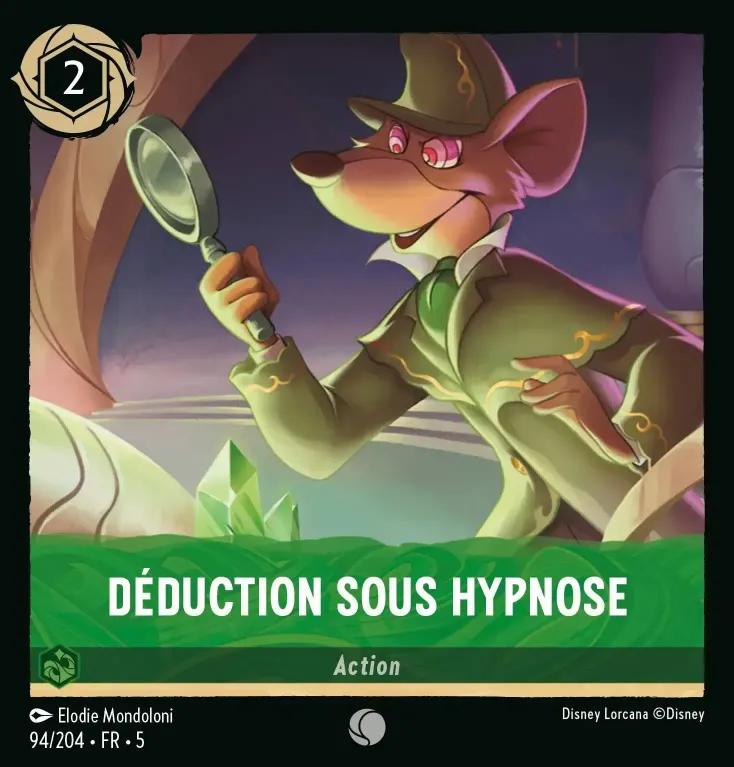 2
DÉDUCTION SOUS HYPNOSE
Action
Elodie Mondoloni
Disney Lorcana ©Disney
94/204 • FR • 5